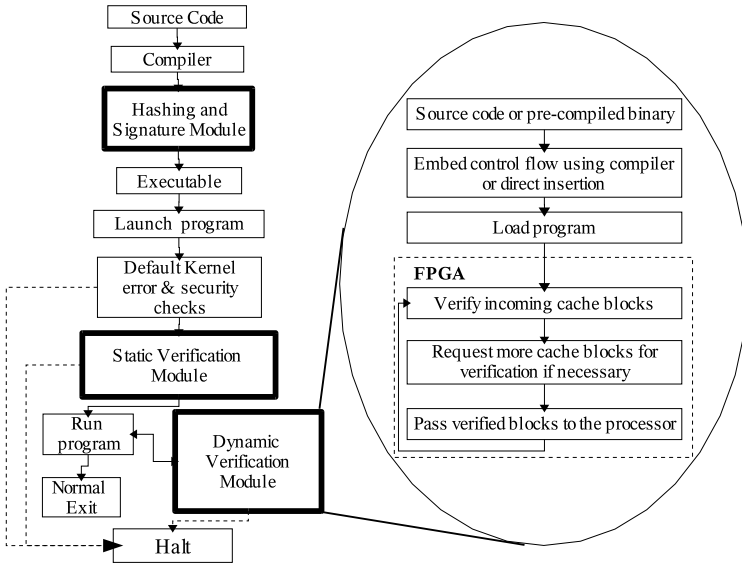 Source Code
Compiler
Hashing and
Signature Module
Executable
Launch program
Default Kernel
error & security
checks
Static Verification
Module
Run
program
Dynamic
Verification
Module
Normal
Exit
Halt
Source code or pre-compiled binary
Embed control flow using compiler
or direct insertion
Load program
FPGA
Verify incoming cache blocks
Request more cache blocks for
verification if necessary
Pass verified blocks to the processor